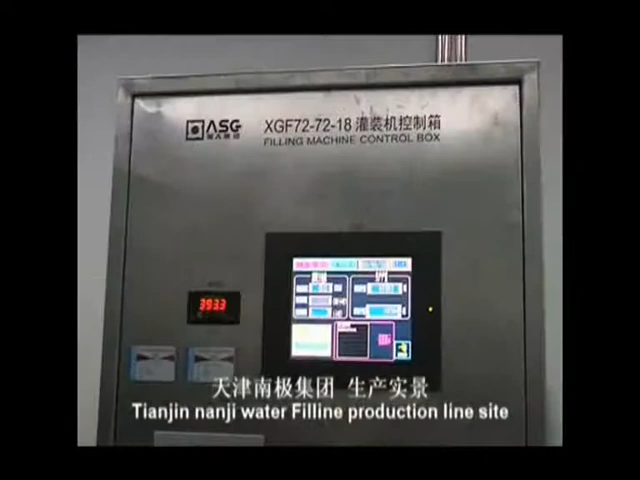 ASG
XGF72-72-18 灌装机控制箱
FILLING MACHINE CONTROL BOX
天津南极集团 生产实景
Tianjin nanji water Filline production line site